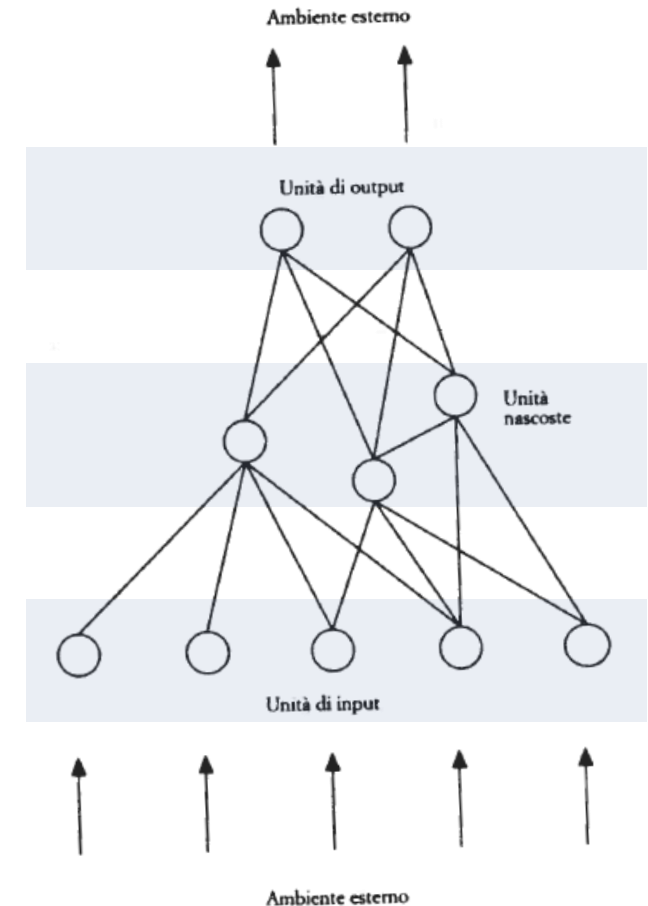 Ambiente esterno
Unità di output
Unità
nascoste
Unità di input
Ambiente esterno